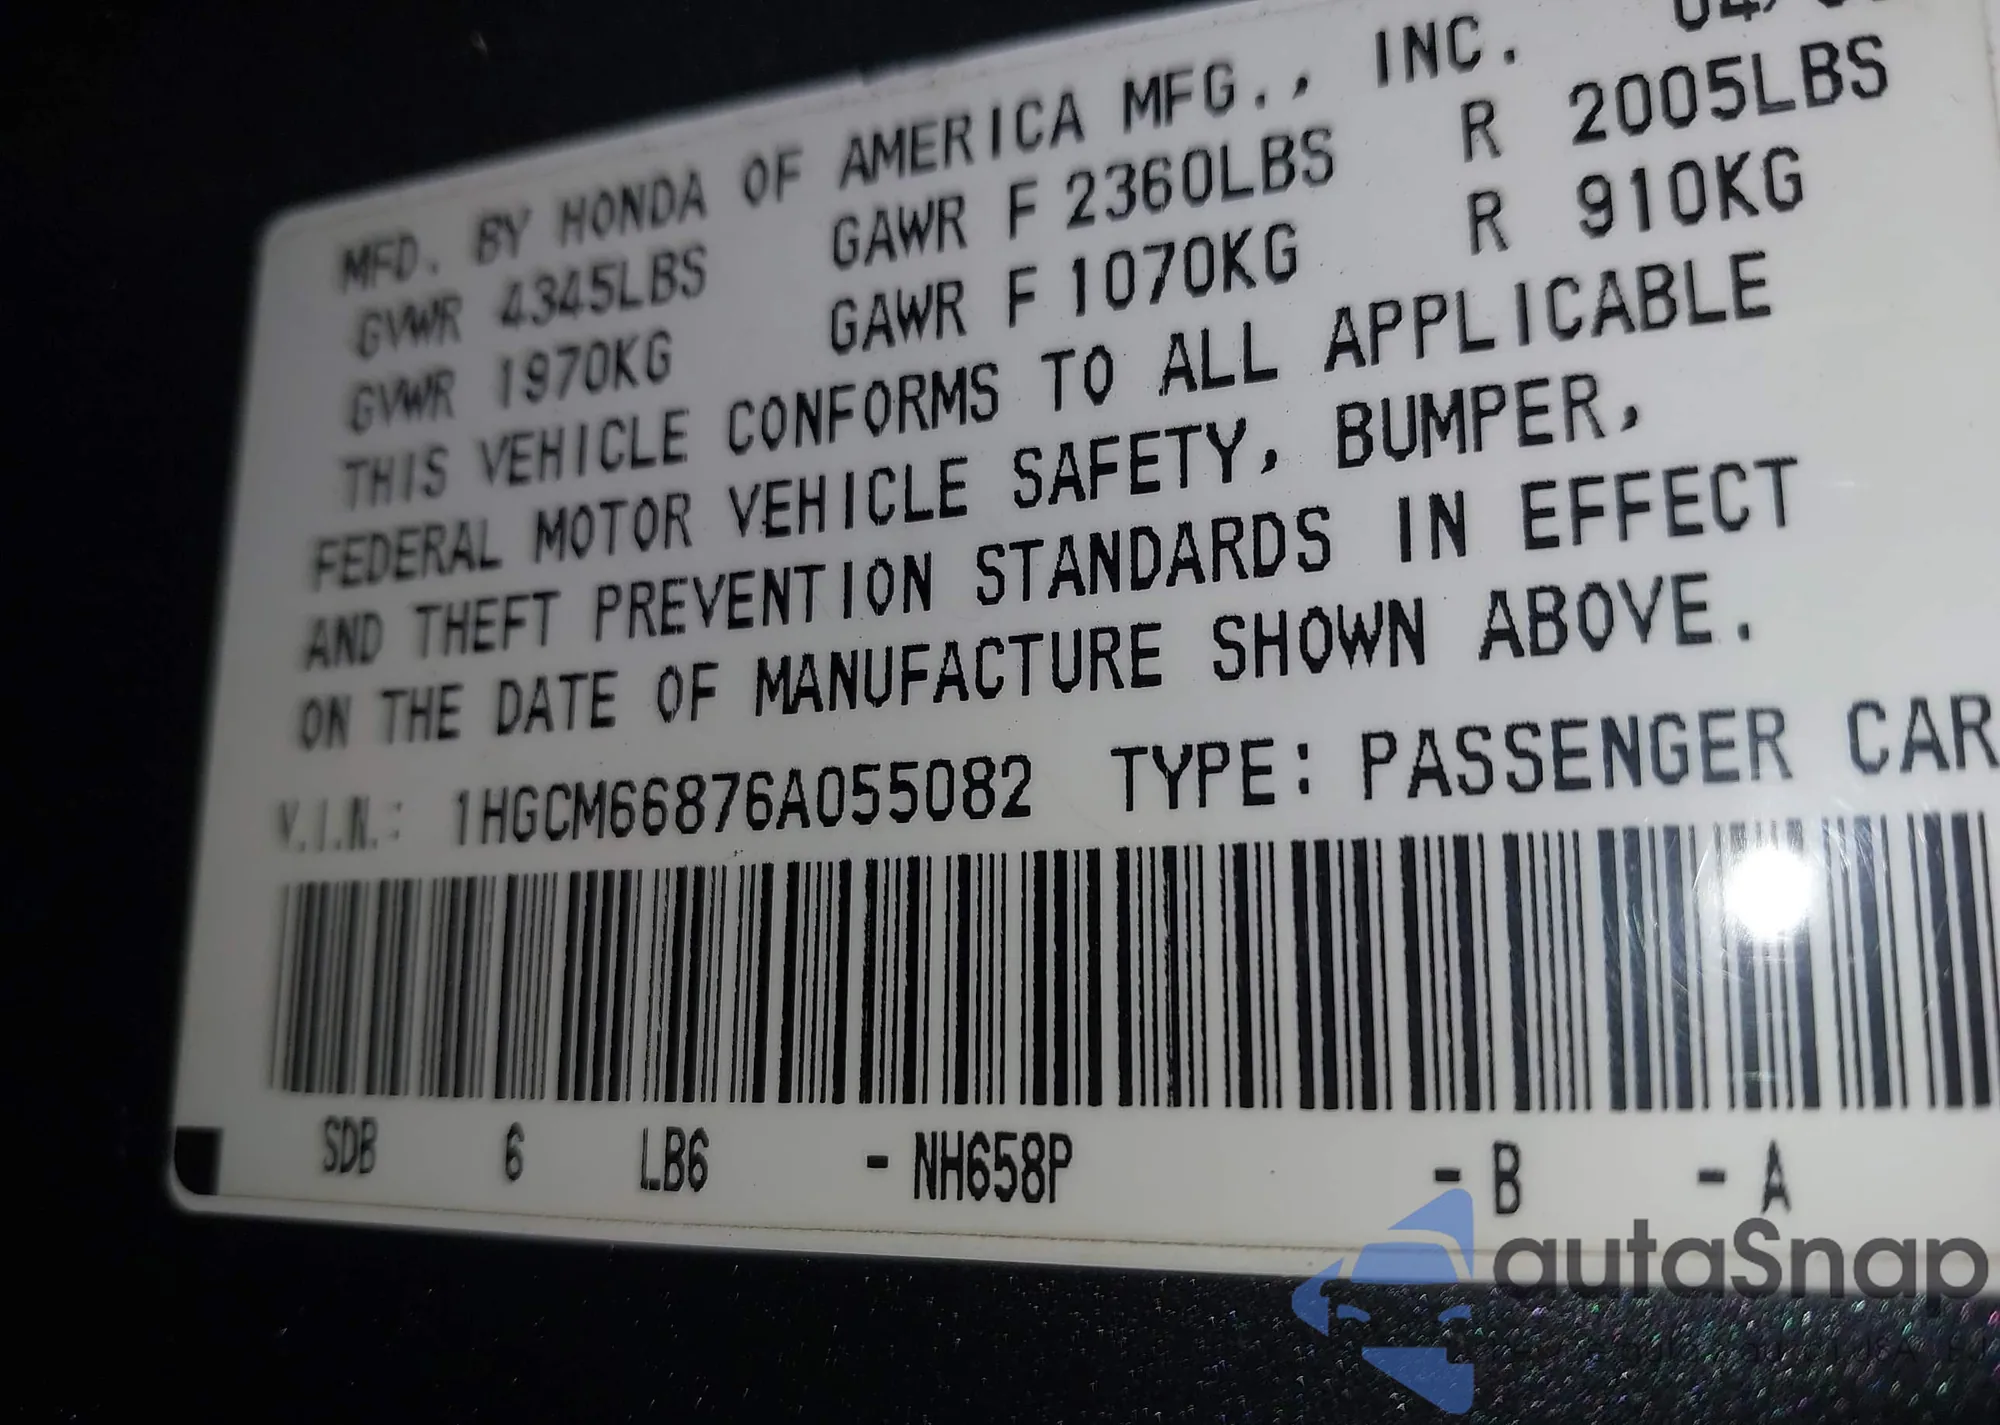 MFD. BY HONDA OF AMERICA MFG., INC. 04/
GVWR 4345LBS GAWR F 2360LBS R 2005LBS
GVWR 1970KG GAWR F 1070KG R 910KG
THIS VEHICLE CONFORMS TO ALL APPLICABLE
FEDERAL MOTOR VEHICLE SAFETY, BUMPER,
AND THEFT PREVENTION STANDARDS IN EFFECT
ON THE DATE OF MANUFACTURE SHOWN ABOVE.
V.I.N.: 1HGCM66876A055082 TYPE: PASSENGER CAR
SDB 6 LB6 - NH658P - B - A
autaSnap